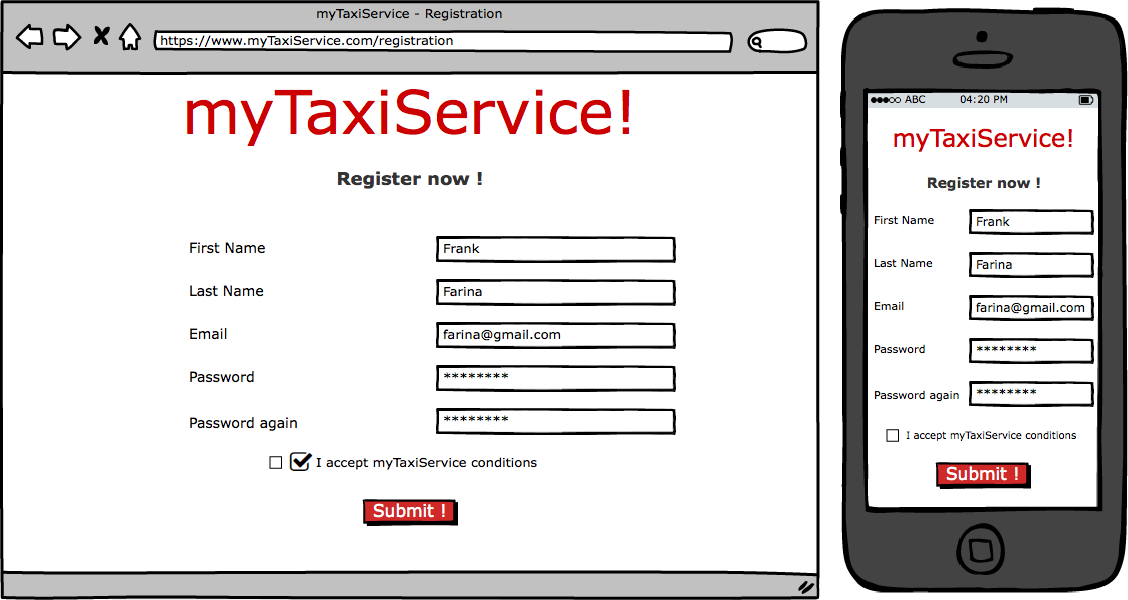 myTaxiService - Registration
https://www.myTaxiService.com/registration
myTaxiService!
Register now !
First Name Frank
Last Name Farina
Email farina@gmail.com
Password ********
Password again ********
I accept myTaxiService conditions
Submit !
ABC 04:20 PM
myTaxiService!
Register now !
First Name Frank
Last Name Farina
Email farina@gmail.com
Password ********
Password again ********
I accept myTaxiService conditions
Submit !